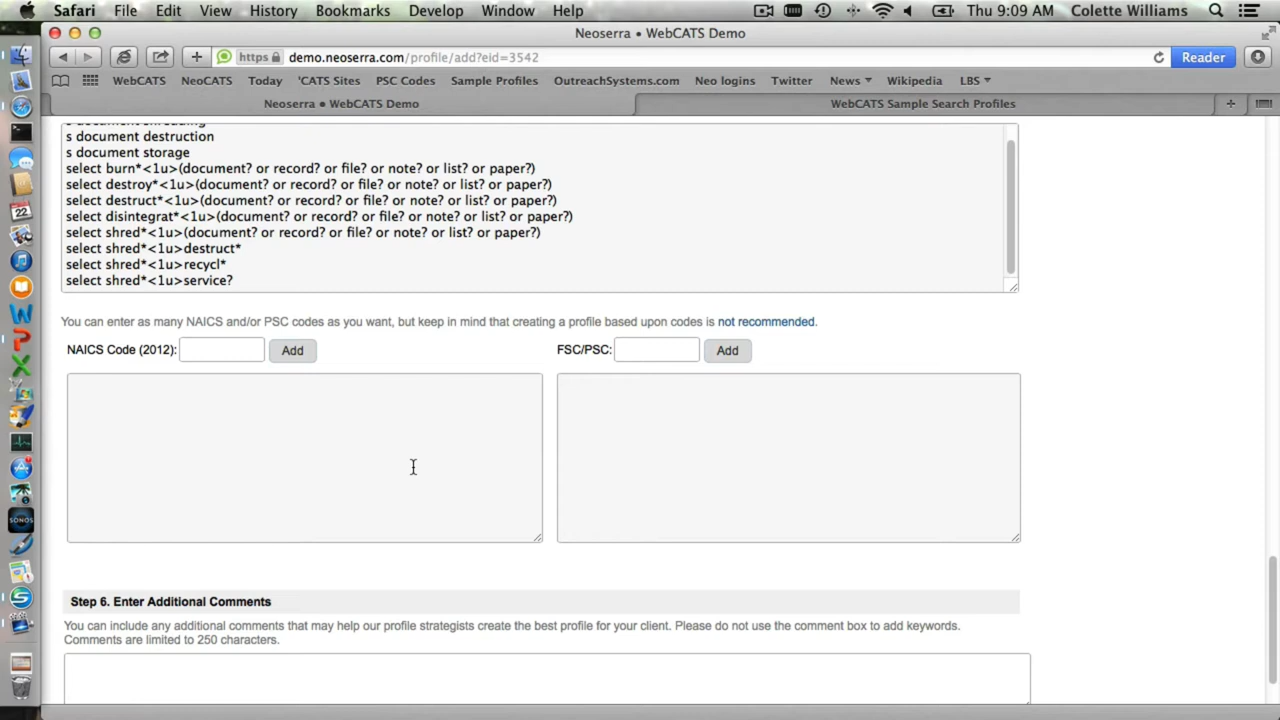 Safari File Edit View History Bookmarks Develop Window Help Thu 9:09 AM Colette Williams
Neoserra • WebCATS Demo
https demo.neoserra.com/profile/add?eid=3542 Reader
WebCATS NeoCATS Today 'CATS Sites PSC Codes Sample Profiles OutreachSystems.com Neo logins Twitter News Wikipedia LBS
Neoserra • WebCATS Demo WebCATS Sample Search Profiles
s document shredding
s document destruction
s document storage
select burn*<1u>(document? or record? or file? or note? or list? or paper?)
select destroy*<1u>(document? or record? or file? or note? or list? or paper?)
select destruct*<1u>(document? or record? or file? or note? or list? or paper?)
select disintegrat*<1u>(document? or record? or file? or note? or list? or paper?)
select shred*<1u>(document? or record? or file? or note? or list? or paper?)
select shred*<1u>destruct*
select shred*<1u>recycl*
select shred*<1u>service?
You can enter as many NAICS and/or PSC codes as you want, but keep in mind that creating a profile based upon codes is not recommended.
NAICS Code (2012): Add FSC/PSC: Add
Step 6. Enter Additional Comments
You can include any additional comments that may help our profile strategists create the best profile for your client. Please do not use the comment box to add keywords.
Comments are limited to 250 characters.
22
SONOS